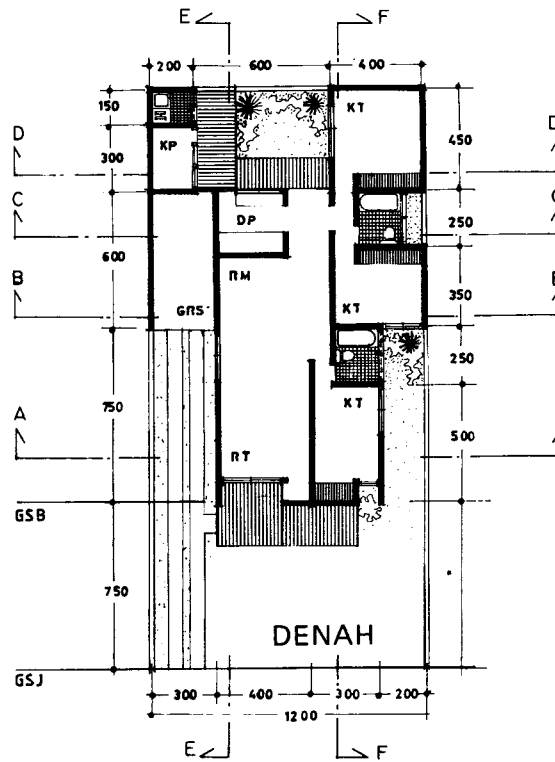 E F
200 600 400
150
KT
D D
KP
300
450
C C
DP
250
600
B RM B
GRS KT
350
250
A KT A
750
500
RT
GSB
750
DENAH
GSJ
300 400 300 200
1200
E F